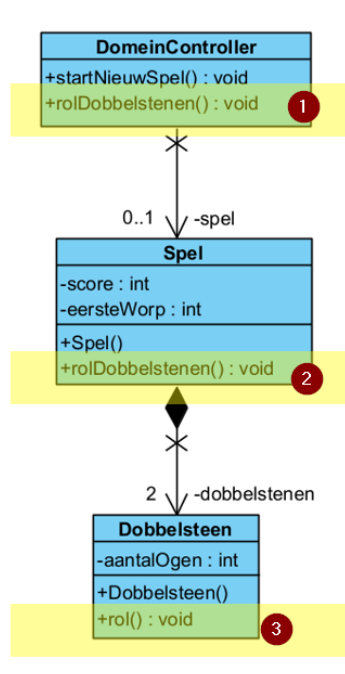 DomeinController
+startNieuwSpel() : void
+rolDobbelstenen() : void
1
0..1
-spel
Spel
-score : int
-eersteWorp : int
+Spel()
+rolDobbelstenen() : void
2
2
-dobbelstenen
Dobbelsteen
-aantalOgen : int
+Dobbelsteen()
+rol() : void
3